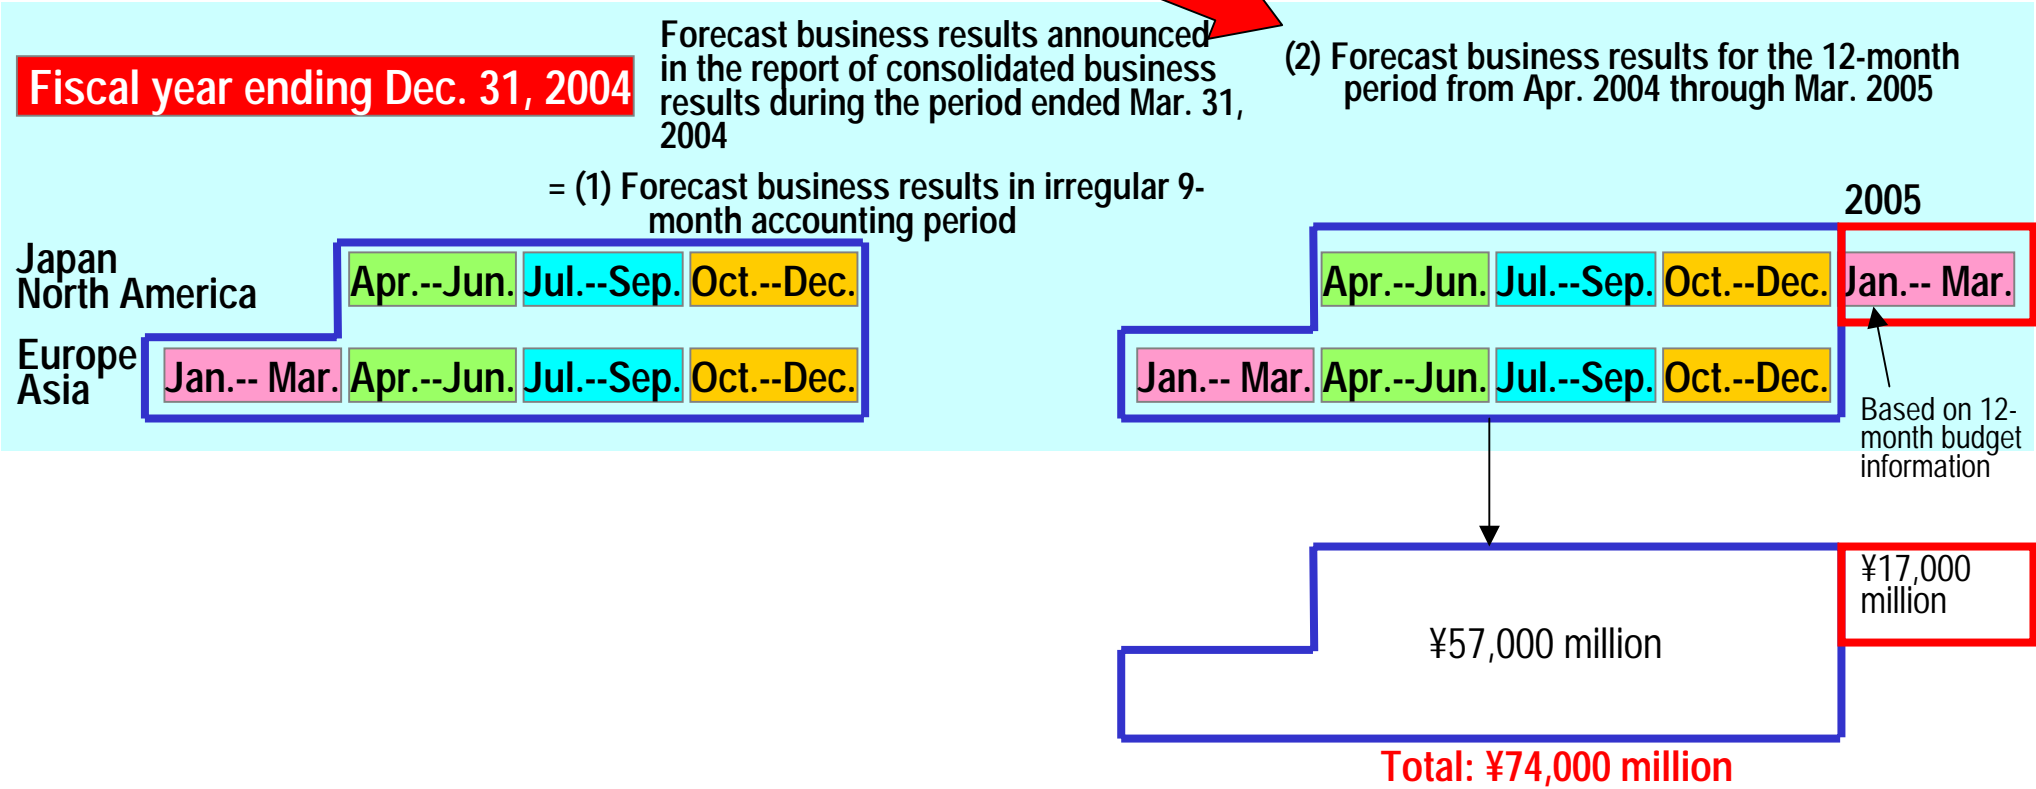 Fiscal year ending Dec. 31, 2004
Forecast business results announced
in the report of consolidated business
results during the period ended Mar. 31,
2004
= (1) Forecast business results in irregular 9-
month accounting period
(2) Forecast business results for the 12-month
period from Apr. 2004 through Mar. 2005
2005
Japan
North America
Apr.--Jun. Jul.--Sep. Oct.--Dec.
Europe
Asia
Jan.-- Mar. Apr.--Jun. Jul.--Sep. Oct.--Dec.
Apr.--Jun. Jul.--Sep. Oct.--Dec. Jan.-- Mar.
Jan.-- Mar. Apr.--Jun. Jul.--Sep. Oct.--Dec.
Based on 12-
month budget
information
¥57,000 million
¥17,000
million
Total: ¥74,000 million